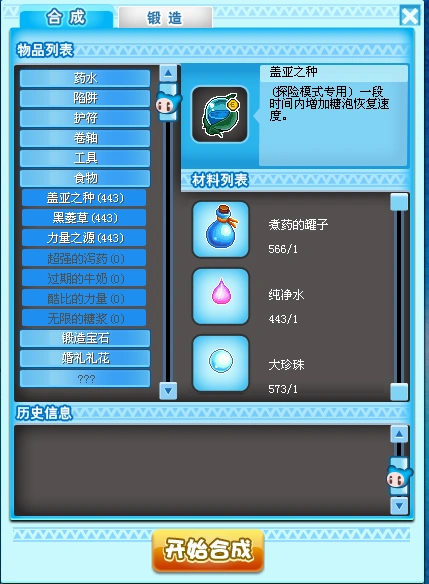 合成
锻造
物品列表
药水
陷阱
护符
卷轴
工具
食物
盖亚之种(443)
黑菱草(443)
力量之源(443)
超强的泻药(0)
过期的牛奶(0)
酷比的力量(0)
无限的糖浆(0)
锻造宝石
婚礼礼花
???
盖亚之种
(探险模式专用)一段
时间内增加糖泡恢复速
度。
材料列表
煮药的罐子
566/1
纯净水
443/1
大珍珠
573/1
历史信息
开始合成